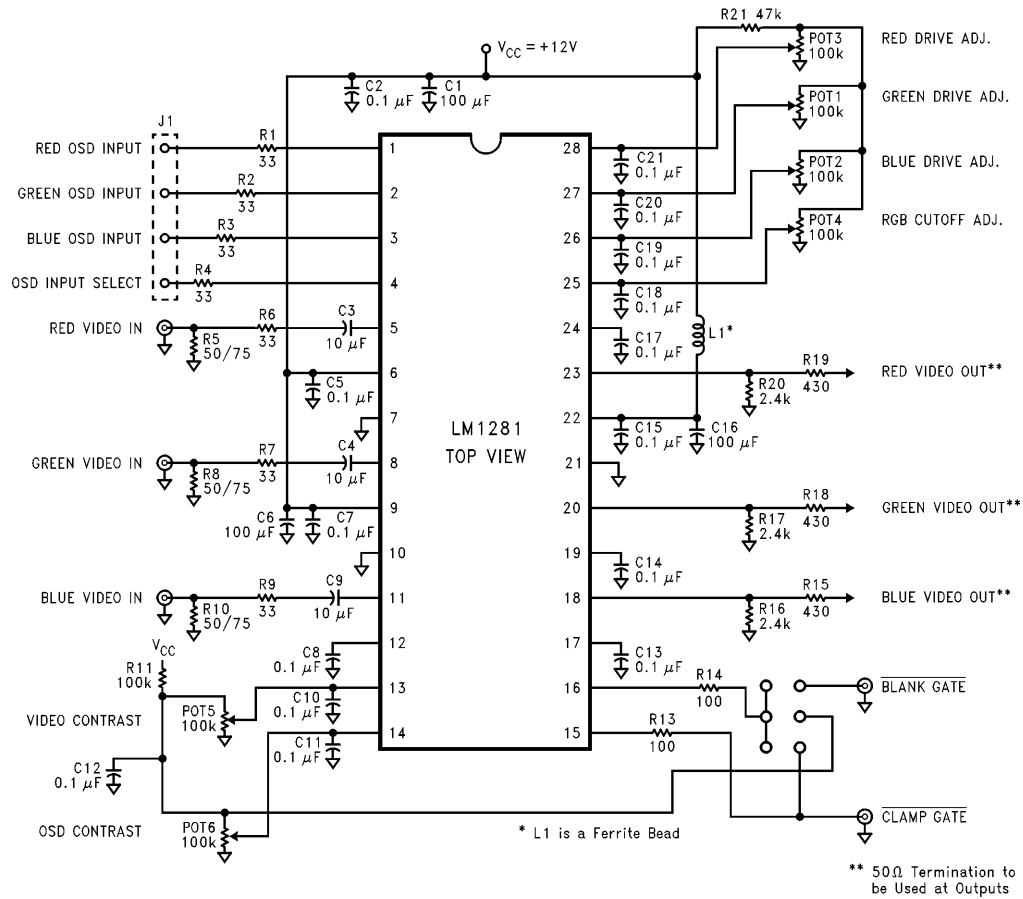 R21 47k
V_CC = +12V
POT3
100k
RED DRIVE ADJ.
C2
0.1 µF
C1
100 µF
POT1
100k
GREEN DRIVE ADJ.
J1
RED OSD INPUT
R1
33
1
28
C21
0.1 µF
POT2
100k
BLUE DRIVE ADJ.
GREEN OSD INPUT
R2
33
2
27
C20
0.1 µF
POT4
100k
RGB CUTOFF ADJ.
BLUE OSD INPUT
R3
33
3
26
C19
0.1 µF
OSD INPUT SELECT
R4
33
4
25
C18
0.1 µF
RED VIDEO IN
R5
50/75
R6
33
C3
10 µF
5
24
C17
0.1 µF
L1*
C5
0.1 µF
6
23
R20
2.4k
R19
430
RED VIDEO OUT**
7
LM1281
TOP VIEW
22
C15
0.1 µF
C16
100 µF
GREEN VIDEO IN
R8
50/75
R7
33
C4
10 µF
8
21
C6
100 µF
C7
0.1 µF
9
20
R17
2.4k
R18
430
GREEN VIDEO OUT**
10
19
C14
0.1 µF
BLUE VIDEO IN
R10
50/75
R9
33
C9
10 µF
11
18
R16
2.4k
R15
430
BLUE VIDEO OUT**
V_CC
R11
100k
C8
0.1 µF
12
17
C13
0.1 µF
VIDEO CONTRAST
POT5
100k
C10
0.1 µF
13
16
R14
100
BLANK GATE
C11
0.1 µF
14
15
R13
100
C12
0.1 µF
OSD CONTRAST
POT6
100k
* L1 is a Ferrite Bead
CLAMP GATE
** 50Ω Termination to
be Used at Outputs